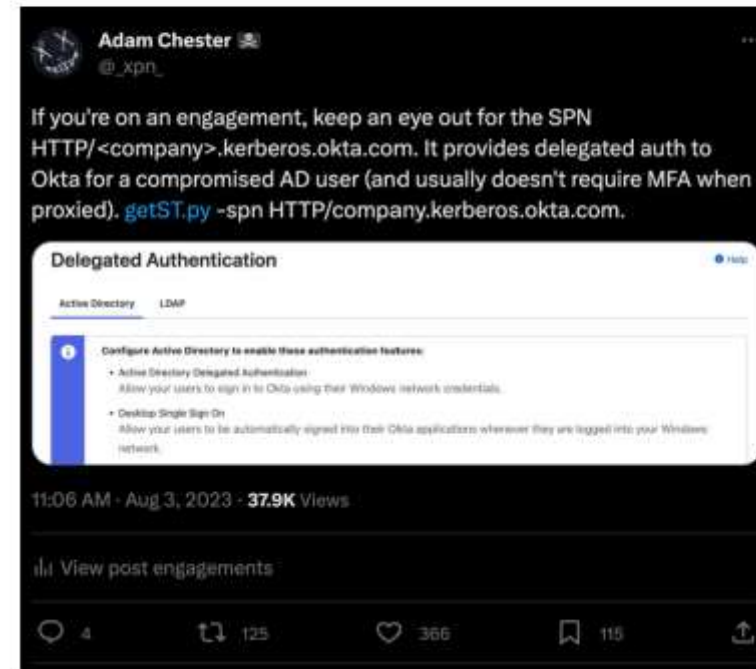 Adam Chester
@_xpn_
If you're on an engagement, keep an eye out for the SPN
HTTP/<company>.kerberos.okta.com. It provides delegated auth to
Okta for a compromised AD user (and usually doesn't require MFA when
proxied). getST.py -spn HTTP/company.kerberos.okta.com.
Delegated Authentication
Help
Active Directory LDAP
Configure Active Directory to enable these authentication features:
• Active Directory Delegated Authentication
Allow your users to sign in to Okta using their Windows network credentials.
• Desktop Single Sign On
Allow your users to be automatically signed into their Okta applications whenever they are logged into your Windows
network.
11:06 AM · Aug 3, 2023 · 37.9K Views
View post engagements
4 125 366 115